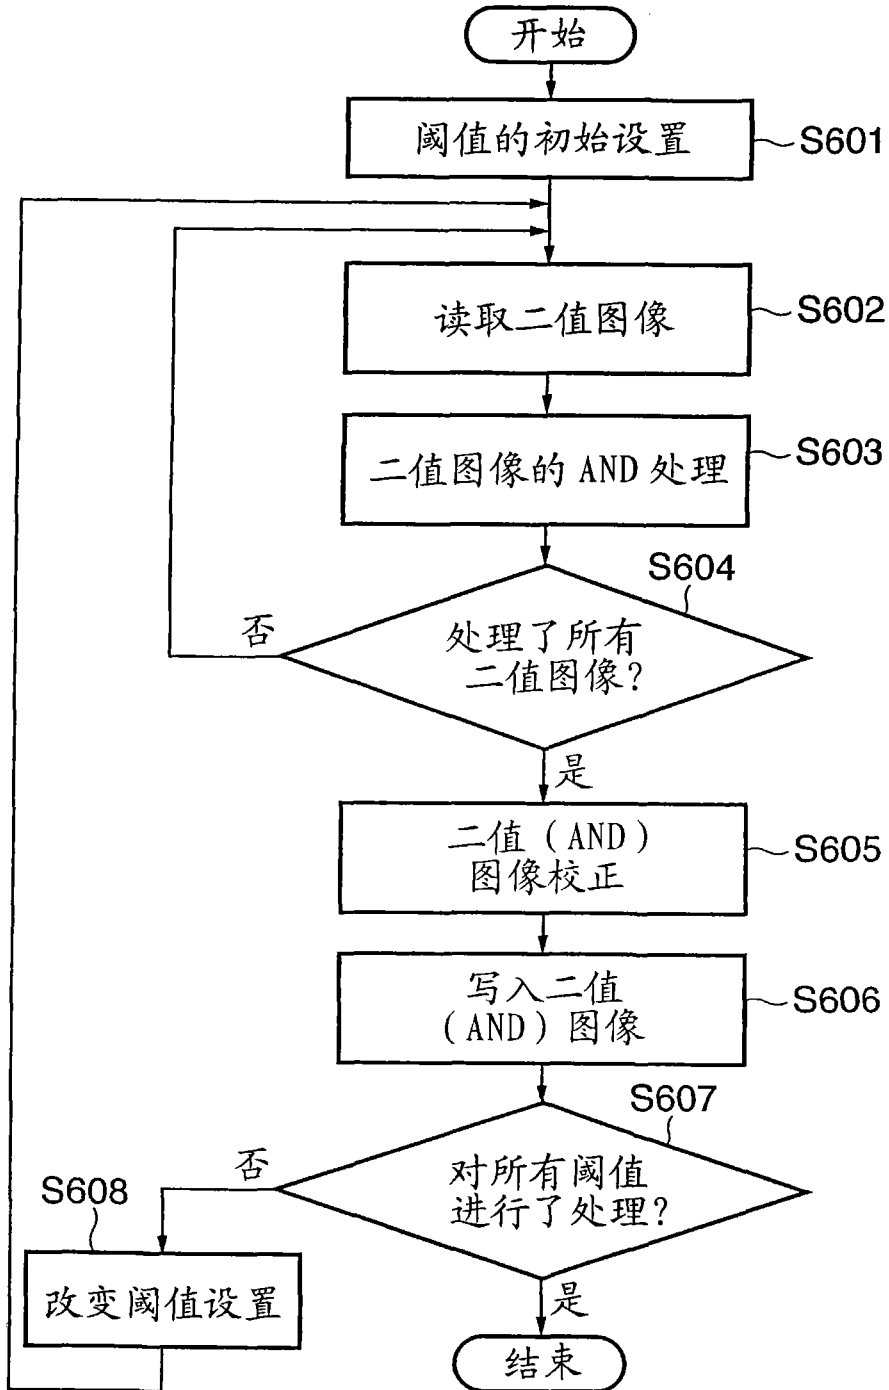 开始
阈值的初始设置
S601
读取二值图像
S602
二值图像的 AND 处理
S603
S604
处理了所有
二值图像?
否
是
二值（AND）
图像校正
S605
写入二值
(AND) 图像
S606
S607
对所有阈值
进行了处理?
否
S608
改变阈值设置
是
结束